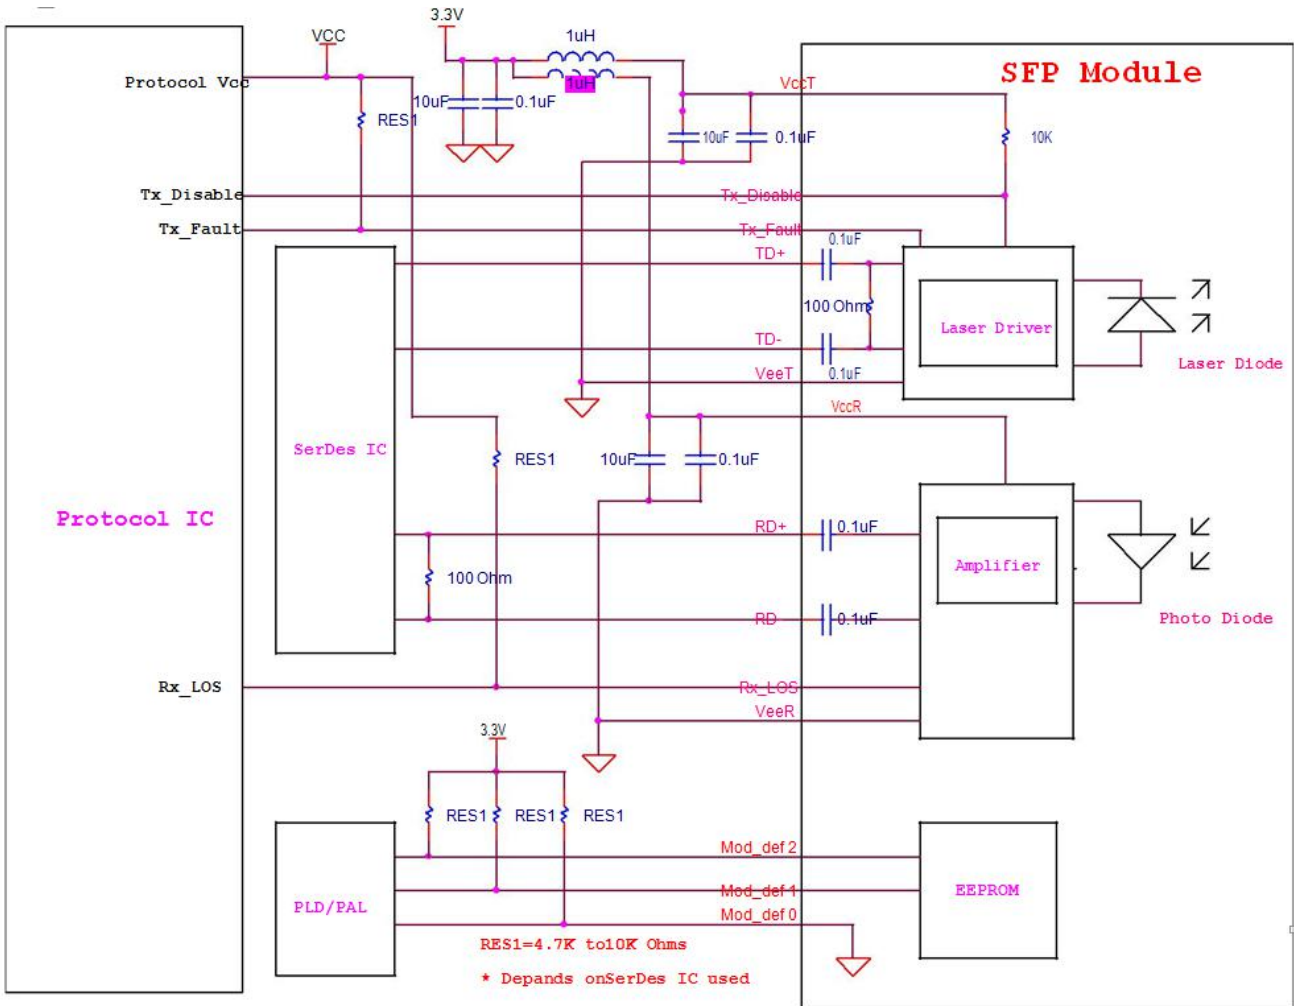 3.3V
VCC
1uH
SFP Module
Protocol Vcc
1uH
VccT
10uF
0.1uF
RES1
10uF
0.1uF
10K
Tx_Disable
Tx_Disable
Tx_Fault
Tx_Fault
0.1uF
TD+
100 Ohm
Laser Driver
TD-
Laser Diode
VeeT
0.1uF
VccR
SerDes IC
RES1
10uF
0.1uF
Protocol IC
RD+
0.1uF
Amplifier
100 Ohm
RD-
0.1uF
Photo Diode
Rx_LOS
Rx_LOS
VeeR
3.3V
RES1
RES1
RES1
Mod_def 2
Mod_def 1
EEPROM
PLD/PAL
Mod_def 0
RES1=4.7K to10K Ohms
* Depands onSerDes IC used